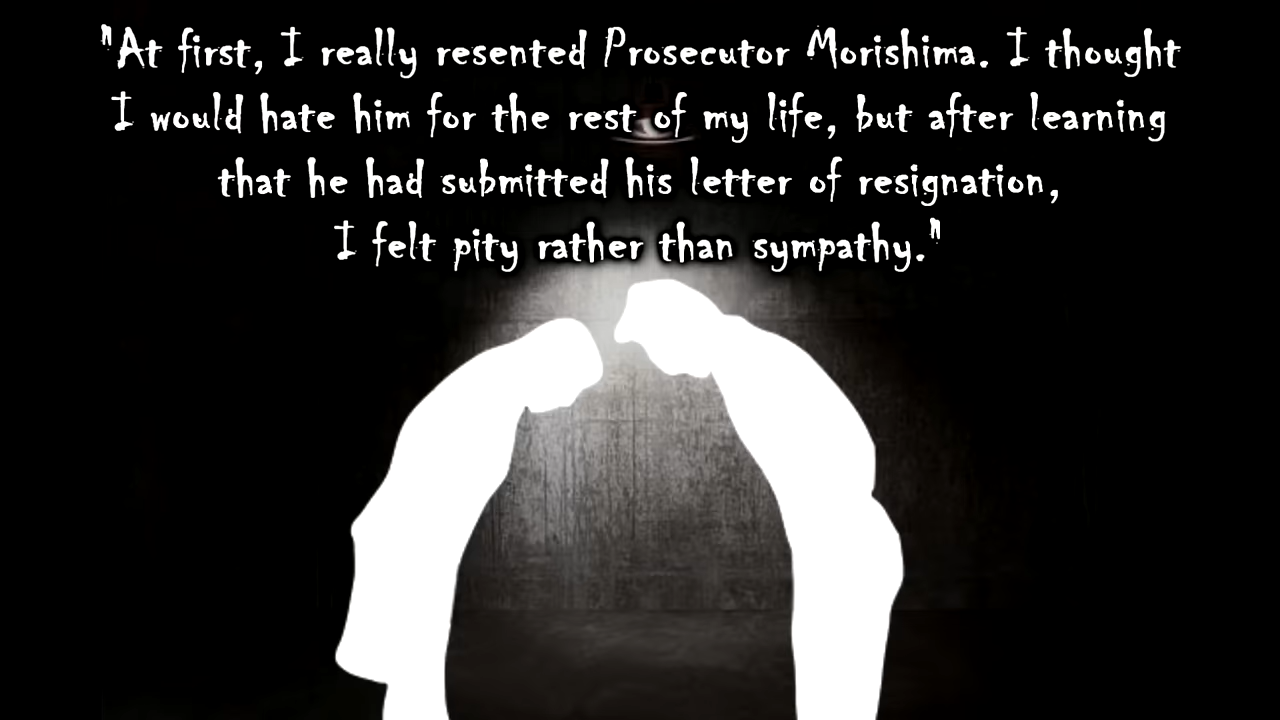 "At first, I really resented Prosecutor Morishima. I thought
I would hate him for the rest of my life, but after learning
that he had submitted his letter of resignation,
I felt pity rather than sympathy."